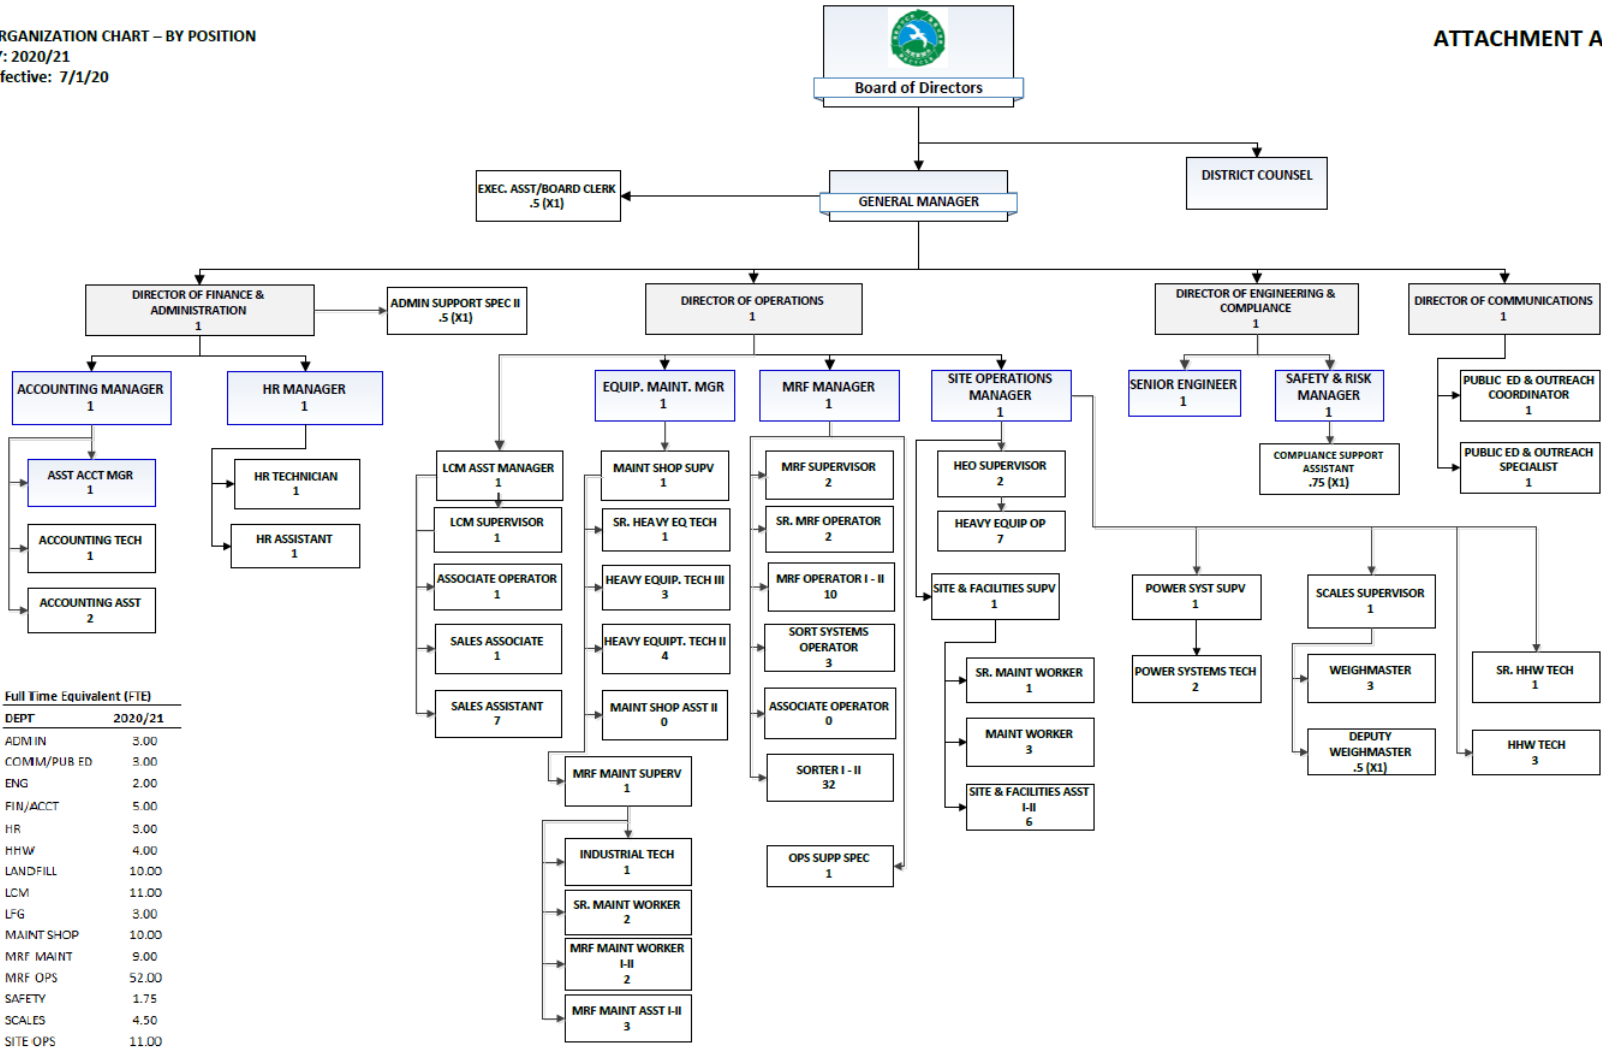 RGANIZATION CHART – BY POSITION
: 2020/21
fective: 7/1/20
ATTACHMENT A
Board of Directors
DISTRICT COUNSEL
EXEC. ASST/BOARD CLERK
.5 (X1)
GENERAL MANAGER
DIRECTOR OF FINANCE &
ADMINISTRATION
1
ADMIN SUPPORT SPEC II
.5 (X1)
DIRECTOR OF OPERATIONS
1
DIRECTOR OF ENGINEERING &
COMPLIANCE
1
DIRECTOR OF COMMUNICATIONS
1
ACCOUNTING MANAGER
1
HR MANAGER
1
EQUIP. MAINT. MGR
1
MRF MANAGER
1
SITE OPERATIONS
MANAGER
1
SENIOR ENGINEER
1
SAFETY & RISK
MANAGER
1
PUBLIC ED & OUTREACH
COORDINATOR
1
ASST ACCT MGR
1
ACCOUNTING TECH
1
ACCOUNTING ASST
2
HR TECHNICIAN
1
HR ASSISTANT
1
LCM ASST MANAGER
1
LCM SUPERVISOR
1
ASSOCIATE OPERATOR
1
SALES ASSOCIATE
1
SALES ASSISTANT
7
MAINT SHOP SUPV
1
SR. HEAVY EQ TECH
1
HEAVY EQUIP. TECH III
3
HEAVY EQUIPT. TECH II
4
MAINT SHOP ASST II
0
MRF MAINT SUPERV
1
INDUSTRIAL TECH
1
SR. MAINT WORKER
2
MRF MAINT WORKER
I-II
2
MRF MAINT ASST I-II
3
MRF SUPERVISOR
2
SR. MRF OPERATOR
2
MRF OPERATOR I - II
10
SORT SYSTEMS
OPERATOR
3
ASSOCIATE OPERATOR
0
SORTER I - II
32
OPS SUPP SPEC
1
HEO SUPERVISOR
2
HEAVY EQUIP OP
7
SITE & FACILITIES SUPV
1
SR. MAINT WORKER
1
MAINT WORKER
3
SITE & FACILITIES ASST
I-II
6
COMPLIANCE SUPPORT
ASSISTANT
.75 (X1)
PUBLIC ED & OUTREACH
SPECIALIST
1
POWER SYST SUPV
1
POWER SYSTEMS TECH
2
SCALES SUPERVISOR
1
WEIGHMASTER
3
DEPUTY
WEIGHMASTER
.5 (X1)
SR. HHW TECH
1
HHW TECH
3
Full Time Equivalent (FTE)
DEPT 2020/21
ADMIN 3.00
COMM/PUB ED 3.00
ENG 2.00
FIN/ACCT 5.00
HR 3.00
HHW 4.00
LANDFILL 10.00
LCM 11.00
LFG 3.00
MAINT SHOP 10.00
MRF MAINT 9.00
MRF OPS 52.00
SAFETY 1.75
SCALES 4.50
SITE OPS 11.00